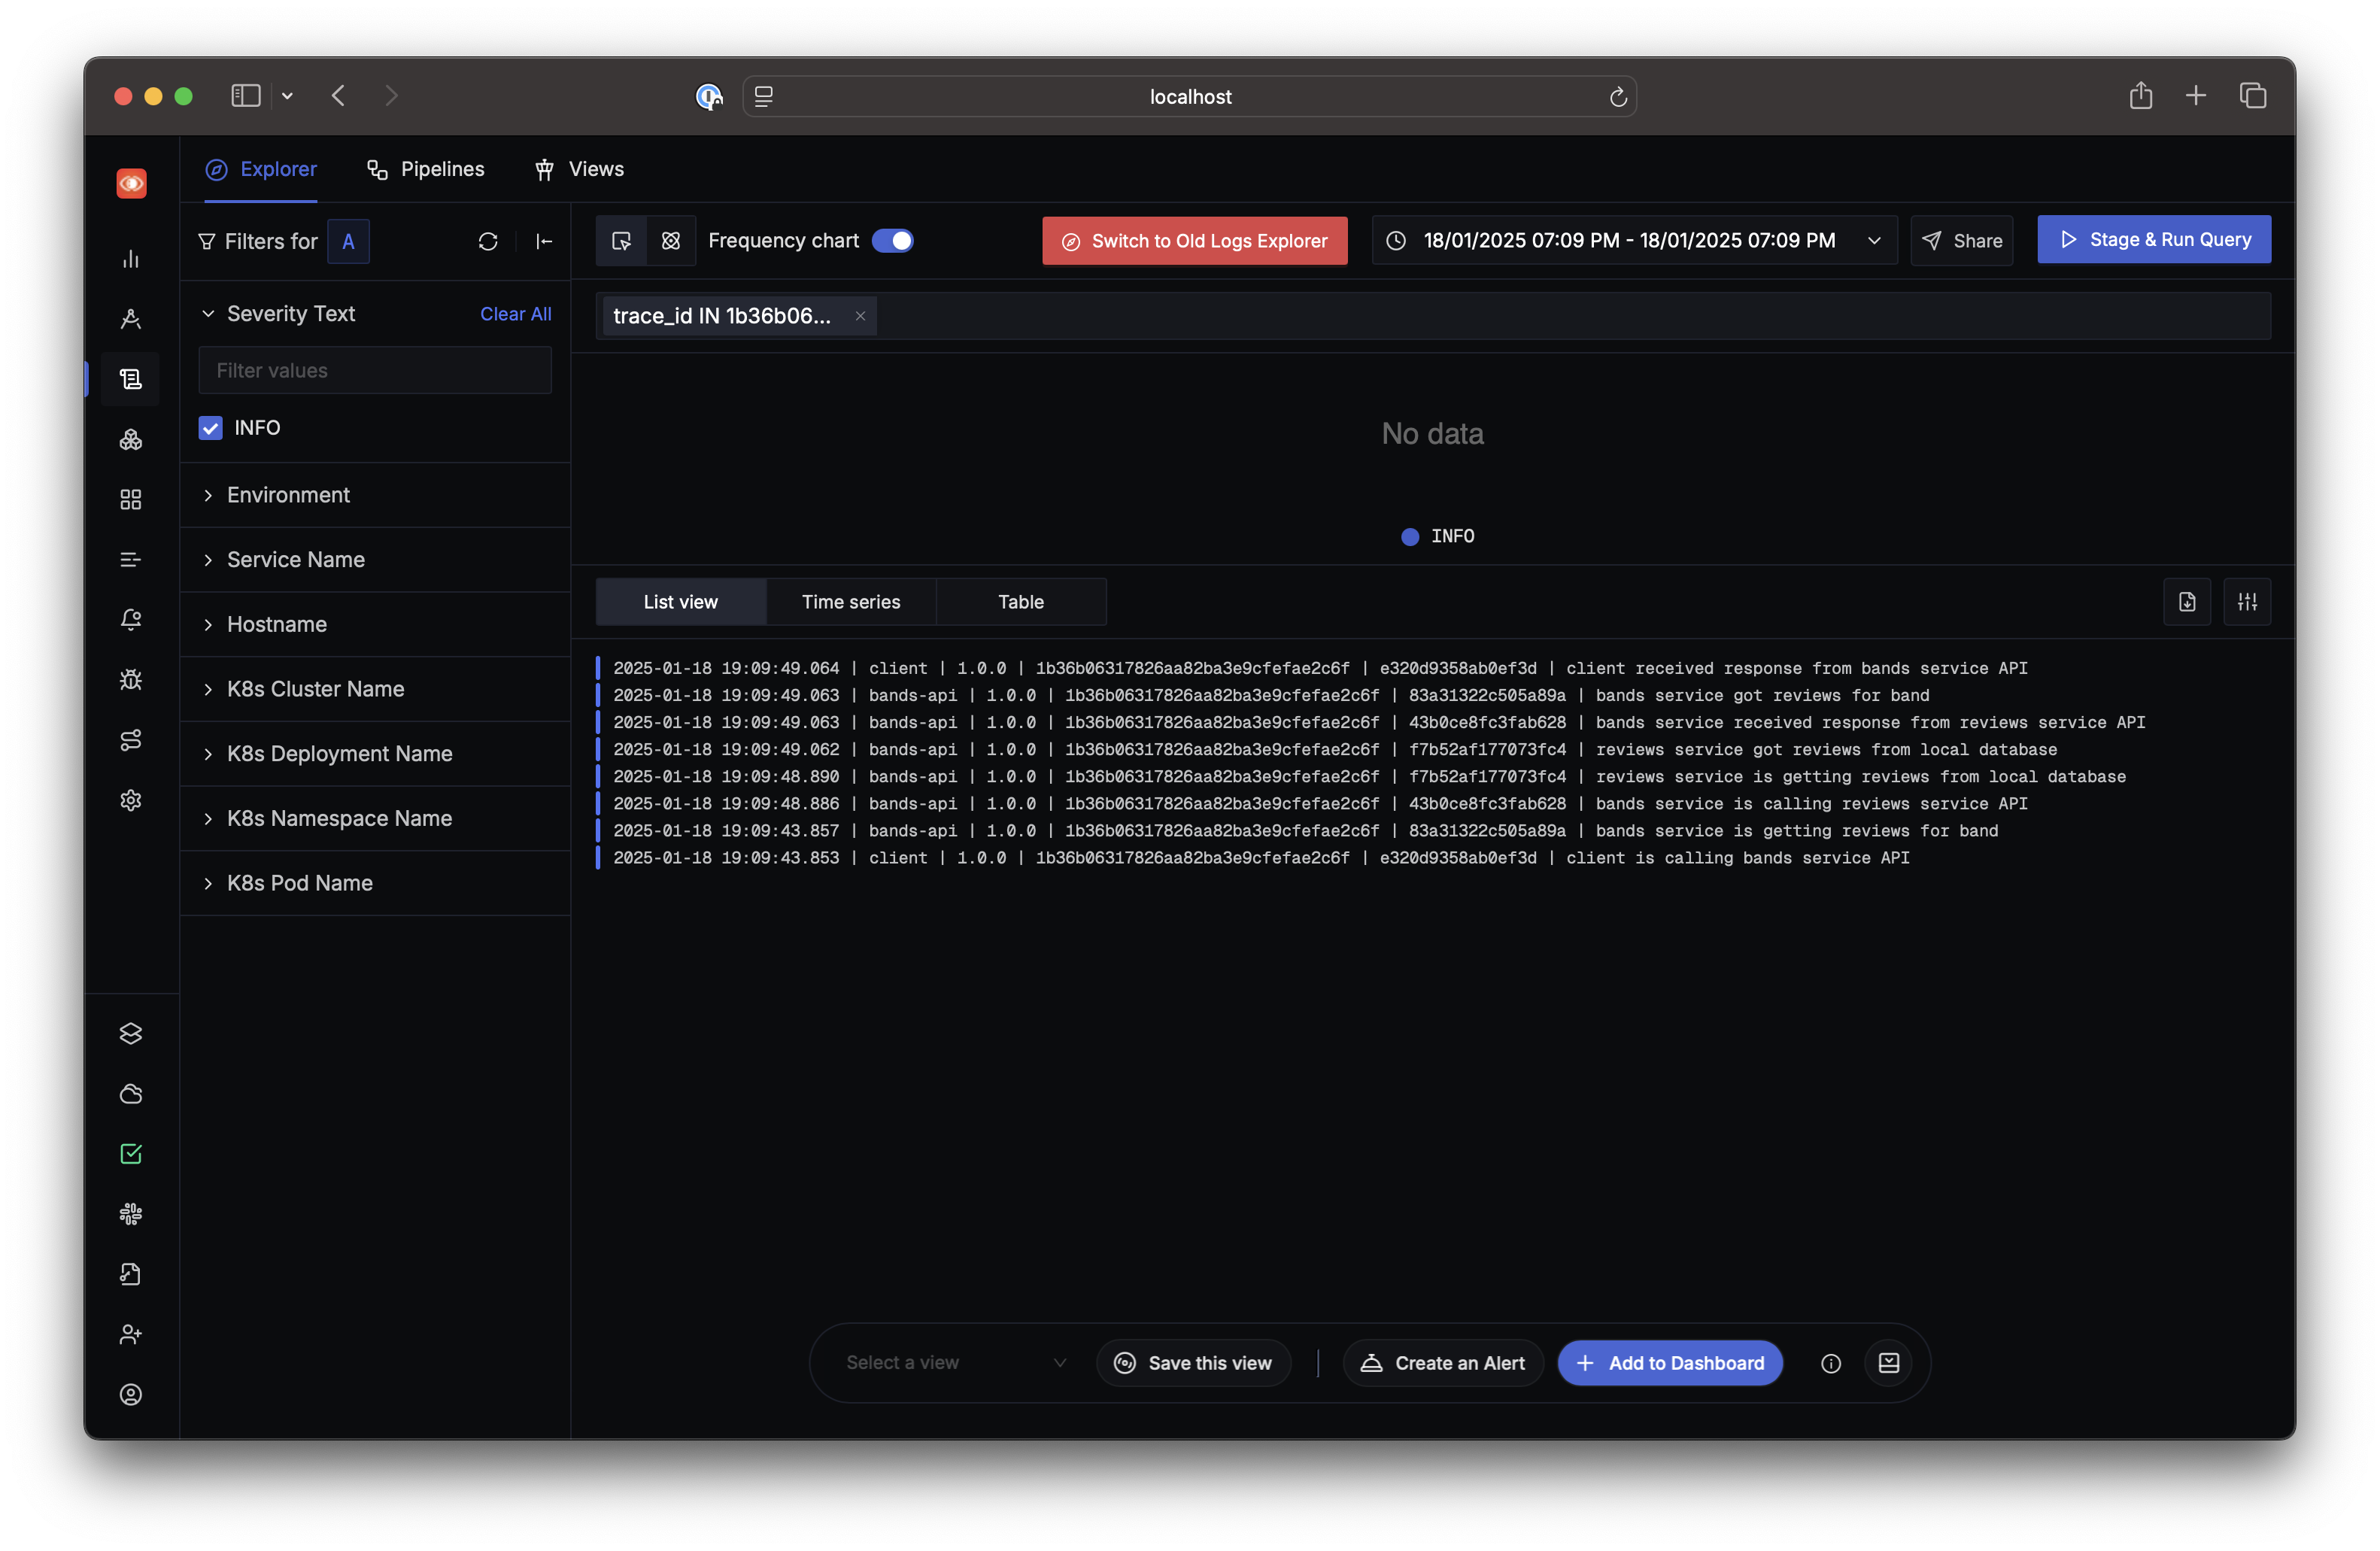 localhost
Explorer
Pipelines
Views
Filters for A
Frequency chart
Switch to Old Logs Explorer
18/01/2025 07:09 PM - 18/01/2025 07:09 PM
Share
Stage & Run Query
Severity Text
Clear All
Filter values
INFO
Environment
Service Name
Hostname
K8s Cluster Name
K8s Deployment Name
K8s Namespace Name
K8s Pod Name
trace_id IN 1b36b06...
No data
INFO
List view
Time series
Table
2025-01-18 19:09:49.064 | client | 1.0.0 | 1b36b06317826aa82ba3e9cfefae2c6f | e320d9358ab0ef3d | client received response from bands service API
2025-01-18 19:09:49.063 | bands-api | 1.0.0 | 1b36b06317826aa82ba3e9cfefae2c6f | 83a31322c505a89a | bands service got reviews for band
2025-01-18 19:09:49.063 | bands-api | 1.0.0 | 1b36b06317826aa82ba3e9cfefae2c6f | 43b0ce8fc3fab628 | bands service received response from reviews service API
2025-01-18 19:09:49.062 | bands-api | 1.0.0 | 1b36b06317826aa82ba3e9cfefae2c6f | f7b52af177073fc4 | reviews service got reviews from local database
2025-01-18 19:09:48.890 | bands-api | 1.0.0 | 1b36b06317826aa82ba3e9cfefae2c6f | f7b52af177073fc4 | reviews service is getting reviews from local database
2025-01-18 19:09:48.886 | bands-api | 1.0.0 | 1b36b06317826aa82ba3e9cfefae2c6f | 43b0ce8fc3fab628 | bands service is calling reviews service API
2025-01-18 19:09:43.857 | bands-api | 1.0.0 | 1b36b06317826aa82ba3e9cfefae2c6f | 83a31322c505a89a | bands service is getting reviews for band
2025-01-18 19:09:43.853 | client | 1.0.0 | 1b36b06317826aa82ba3e9cfefae2c6f | e320d9358ab0ef3d | client is calling bands service API
Select a view
Save this view
Create an Alert
Add to Dashboard